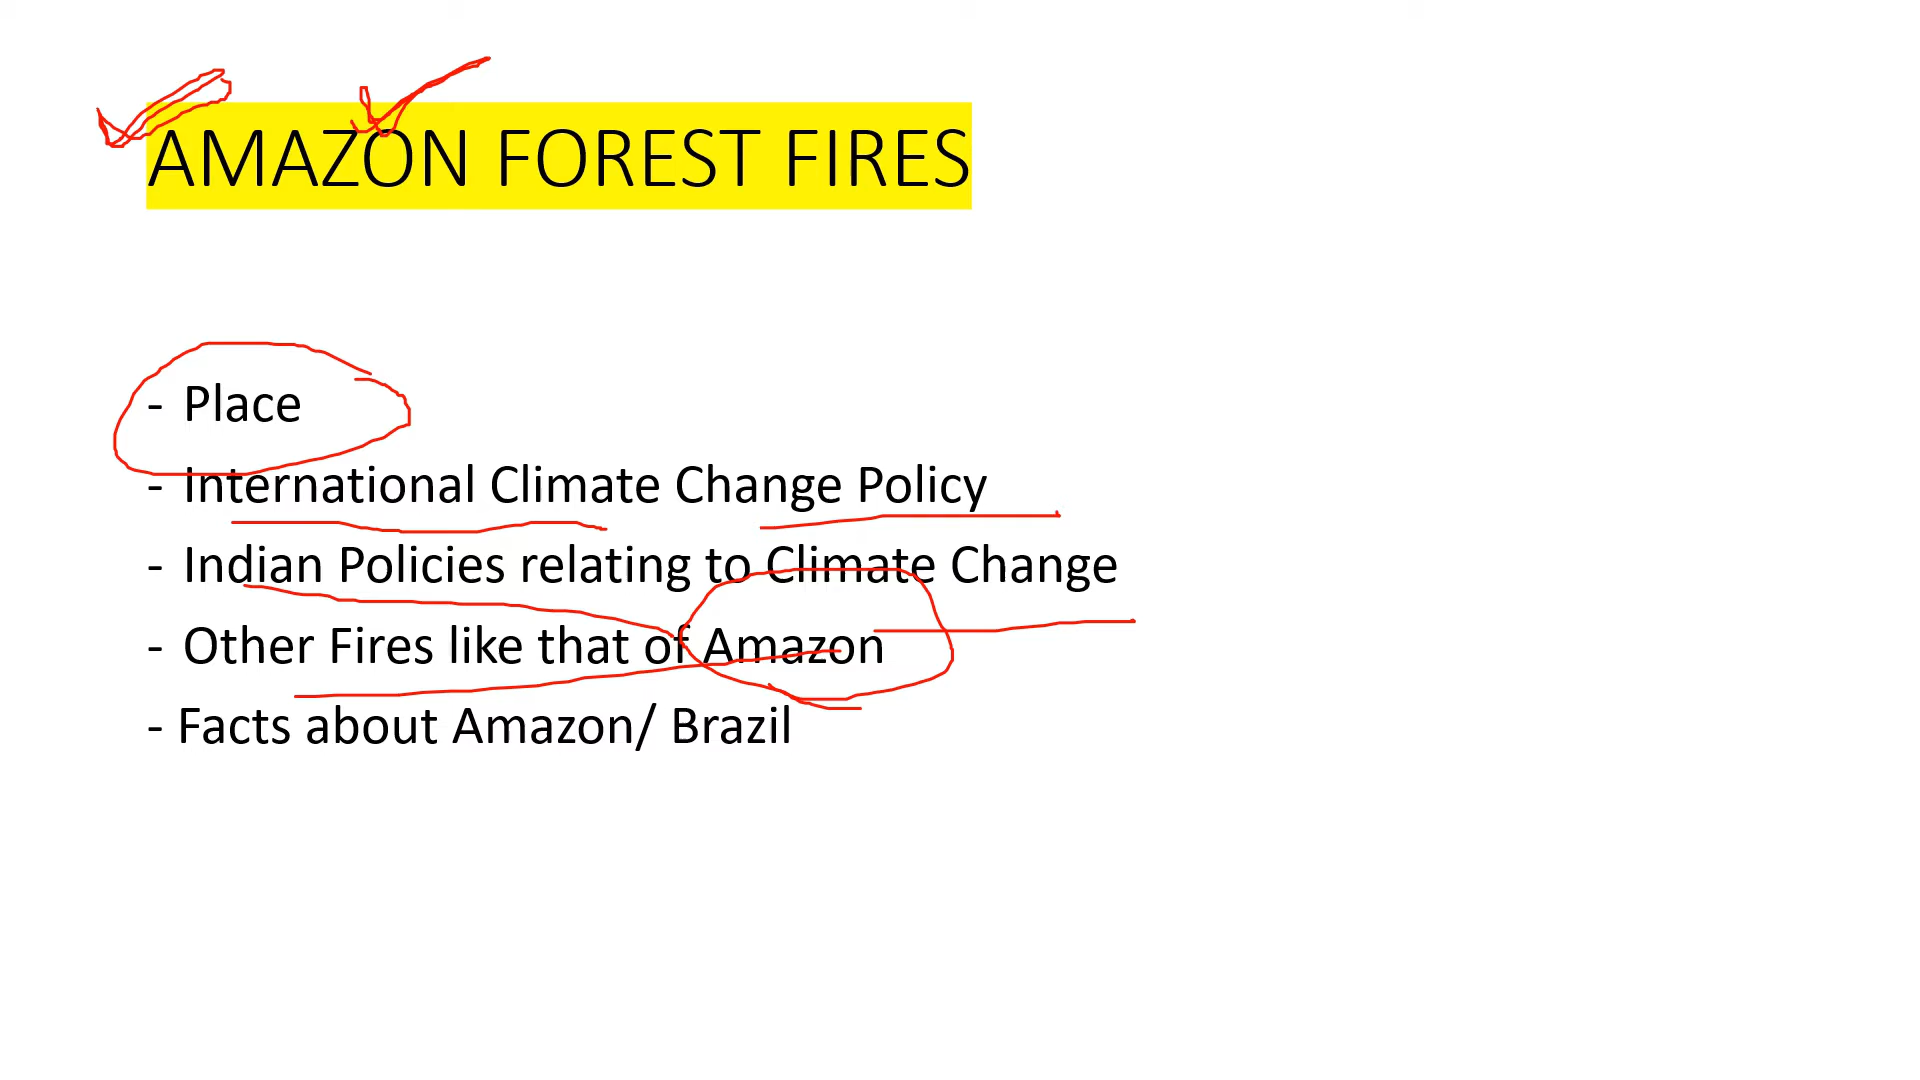 AMAZON FOREST FIRES
- Place
- International Climate Change Policy
- Indian Policies relating to Climate Change
- Other Fires like that of Amazon
- Facts about Amazon/ Brazil